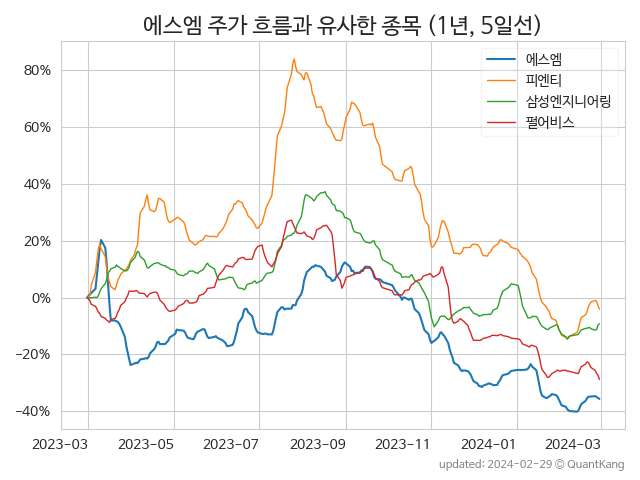 에스엠 주가 흐름과 유사한 종목 (1년, 5일선)
에스엠
피엔티
삼성엔지니어링
펄어비스
80%
60%
40%
20%
0%
−20%
−40%
2023-03
2023-05
2023-07
2023-09
2023-11
2024-01
2024-03
updated: 2024-02-29 © QuantKang